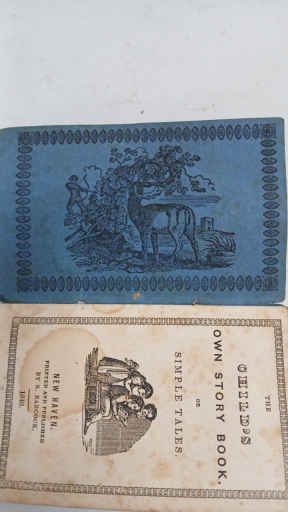 THE
CHILD'S
OWN STORY BOOK,
OR
SIMPLE TALES.
NEW HAVEN.
PRINTED AND PUBLISHED
BY S. BABCOCK.